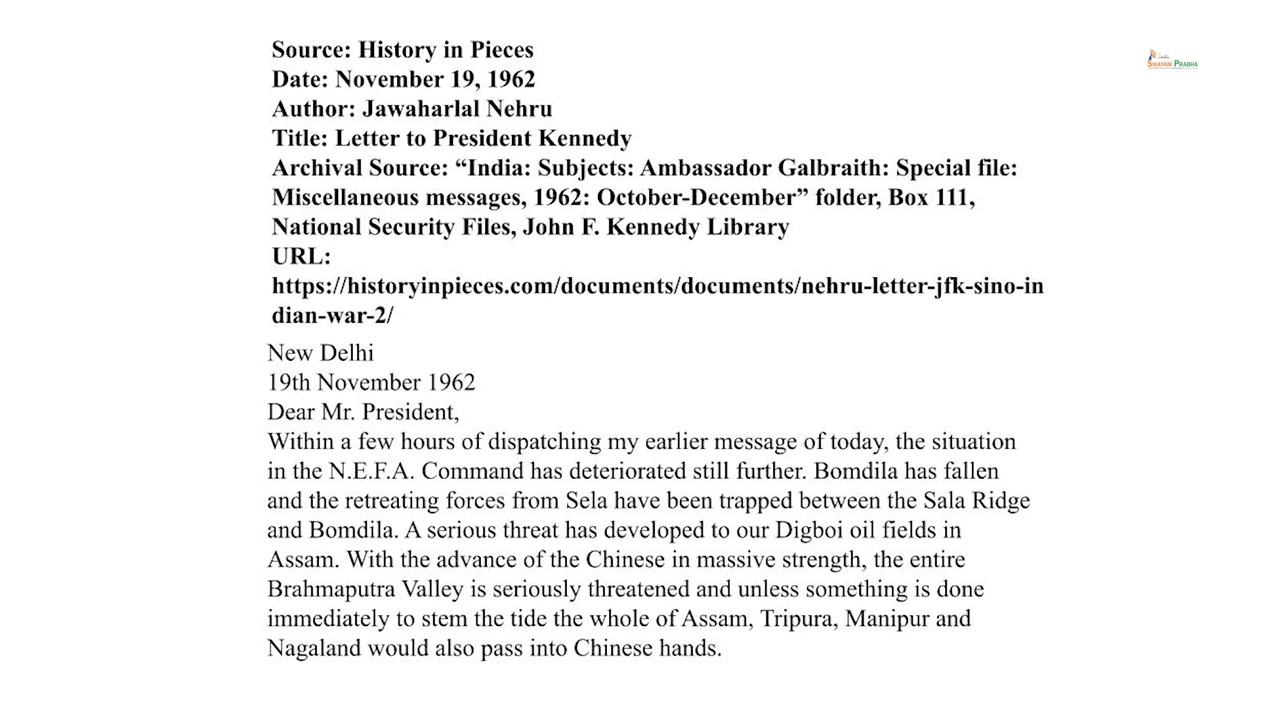 Source: History in Pieces
Date: November 19, 1962
Author: Jawaharlal Nehru
Title: Letter to President Kennedy
Archival Source: “India: Subjects: Ambassador Galbraith: Special file:
Miscellaneous messages, 1962: October-December” folder, Box 111,
National Security Files, John F. Kennedy Library
URL:
https://historyinpieces.com/documents/documents/nehru-letter-jfk-sino-in
dian-war-2/
New Delhi
19th November 1962
Dear Mr. President,
Within a few hours of dispatching my earlier message of today, the situation
in the N.E.F.A. Command has deteriorated still further. Bomdila has fallen
and the retreating forces from Sela have been trapped between the Sala Ridge
and Bomdila. A serious threat has developed to our Digboi oil fields in
Assam. With the advance of the Chinese in massive strength, the entire
Brahmaputra Valley is seriously threatened and unless something is done
immediately to stem the tide the whole of Assam, Tripura, Manipur and
Nagaland would also pass into Chinese hands.
SWAYAM PRABHA